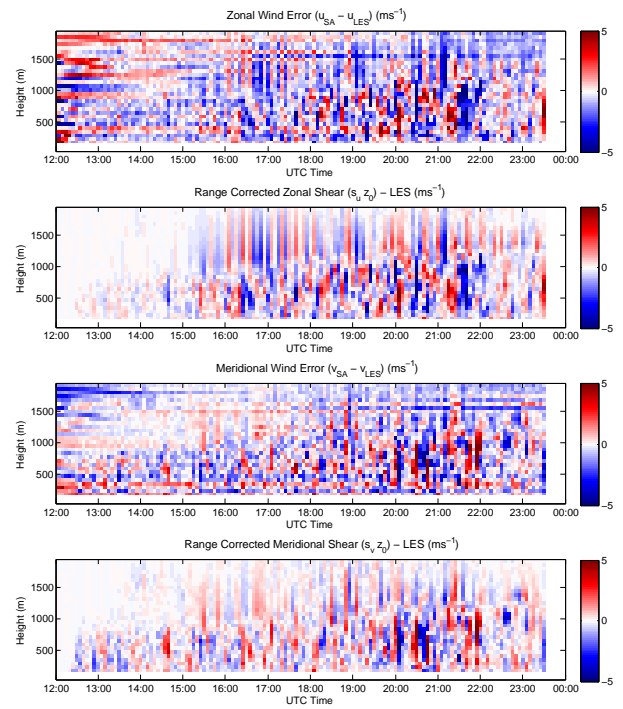 Zonal Wind Error (u_SA − u_LES) (ms⁻¹)
Height (m)
1500
1000
500
12:00 13:00 14:00 15:00 16:00 17:00 18:00 19:00 20:00 21:00 22:00 23:00 00:00
UTC Time
5
0
−5
Range Corrected Zonal Shear (s_u z_0) − LES (ms⁻¹)
Height (m)
1500
1000
500
12:00 13:00 14:00 15:00 16:00 17:00 18:00 19:00 20:00 21:00 22:00 23:00 00:00
UTC Time
5
0
−5
Meridional Wind Error (v_SA − v_LES) (ms⁻¹)
Height (m)
1500
1000
500
12:00 13:00 14:00 15:00 16:00 17:00 18:00 19:00 20:00 21:00 22:00 23:00 00:00
UTC Time
5
0
−5
Range Corrected Meridional Shear (s_v z_0) − LES (ms⁻¹)
Height (m)
1500
1000
500
12:00 13:00 14:00 15:00 16:00 17:00 18:00 19:00 20:00 21:00 22:00 23:00 00:00
UTC Time
5
0
−5